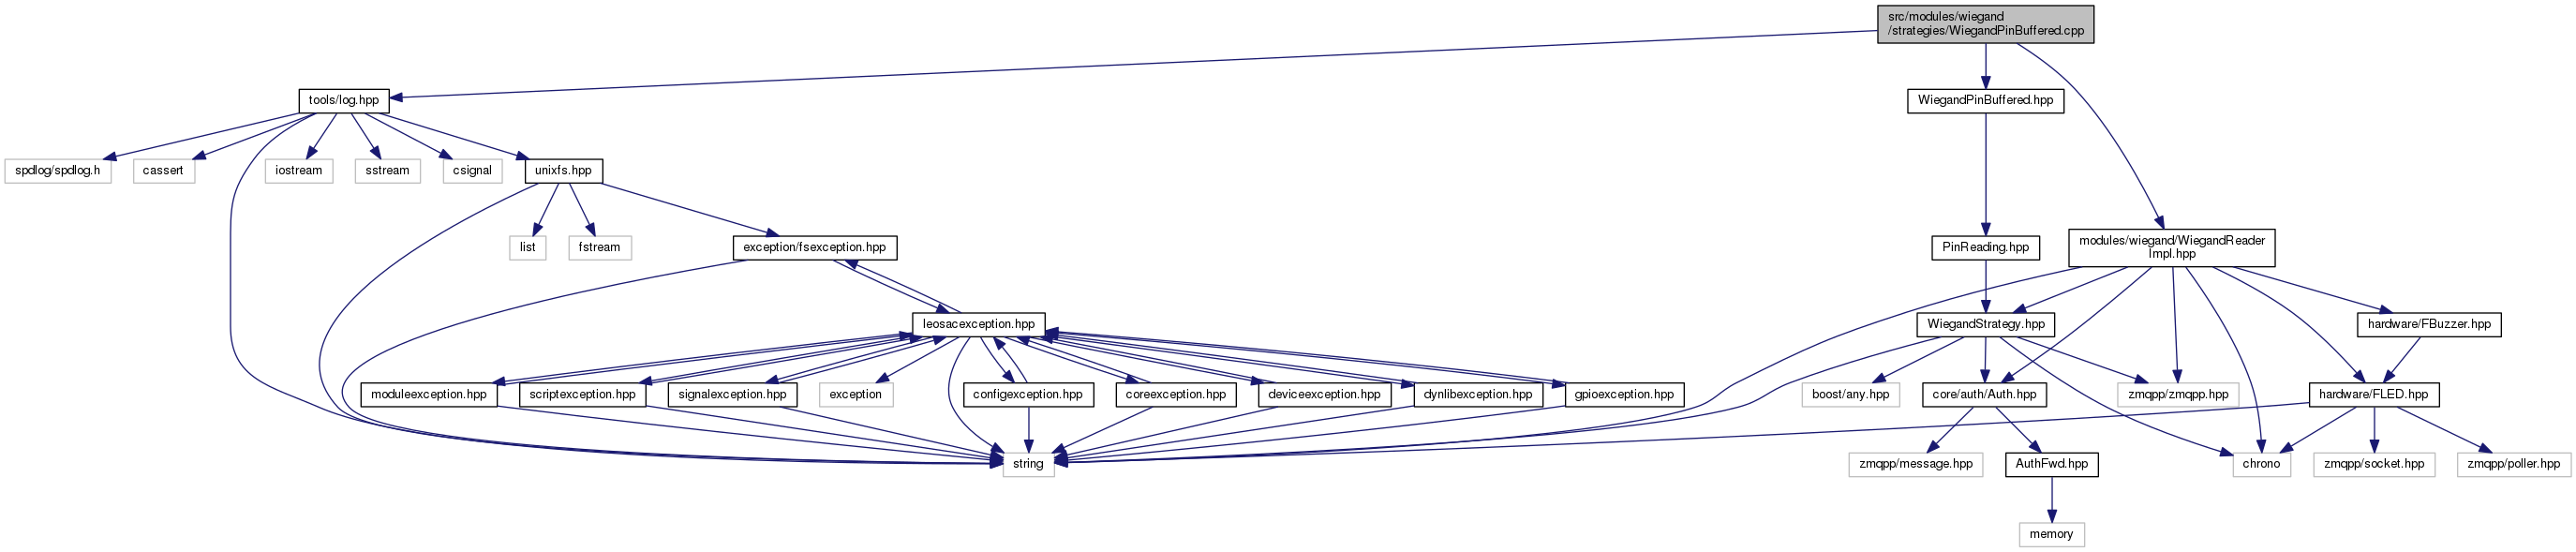 src/modules/wiegand
/strategies/WiegandPinBuffered.cpp
tools/log.hpp
WiegandPinBuffered.hpp
spdlog/spdlog.h
cassert
iostream
sstream
csignal
unixfs.hpp
list
fstream
exception/fsexception.hpp
PinReading.hpp
modules/wiegand/WiegandReader
Impl.hpp
leosacexception.hpp
WiegandStrategy.hpp
hardware/FBuzzer.hpp
moduleexception.hpp
scriptexception.hpp
signalexception.hpp
exception
configexception.hpp
coreexception.hpp
deviceexception.hpp
dynlibexception.hpp
gpioexception.hpp
boost/any.hpp
core/auth/Auth.hpp
zmqpp/zmqpp.hpp
hardware/FLED.hpp
string
zmqpp/message.hpp
AuthFwd.hpp
chrono
zmqpp/socket.hpp
zmqpp/poller.hpp
memory